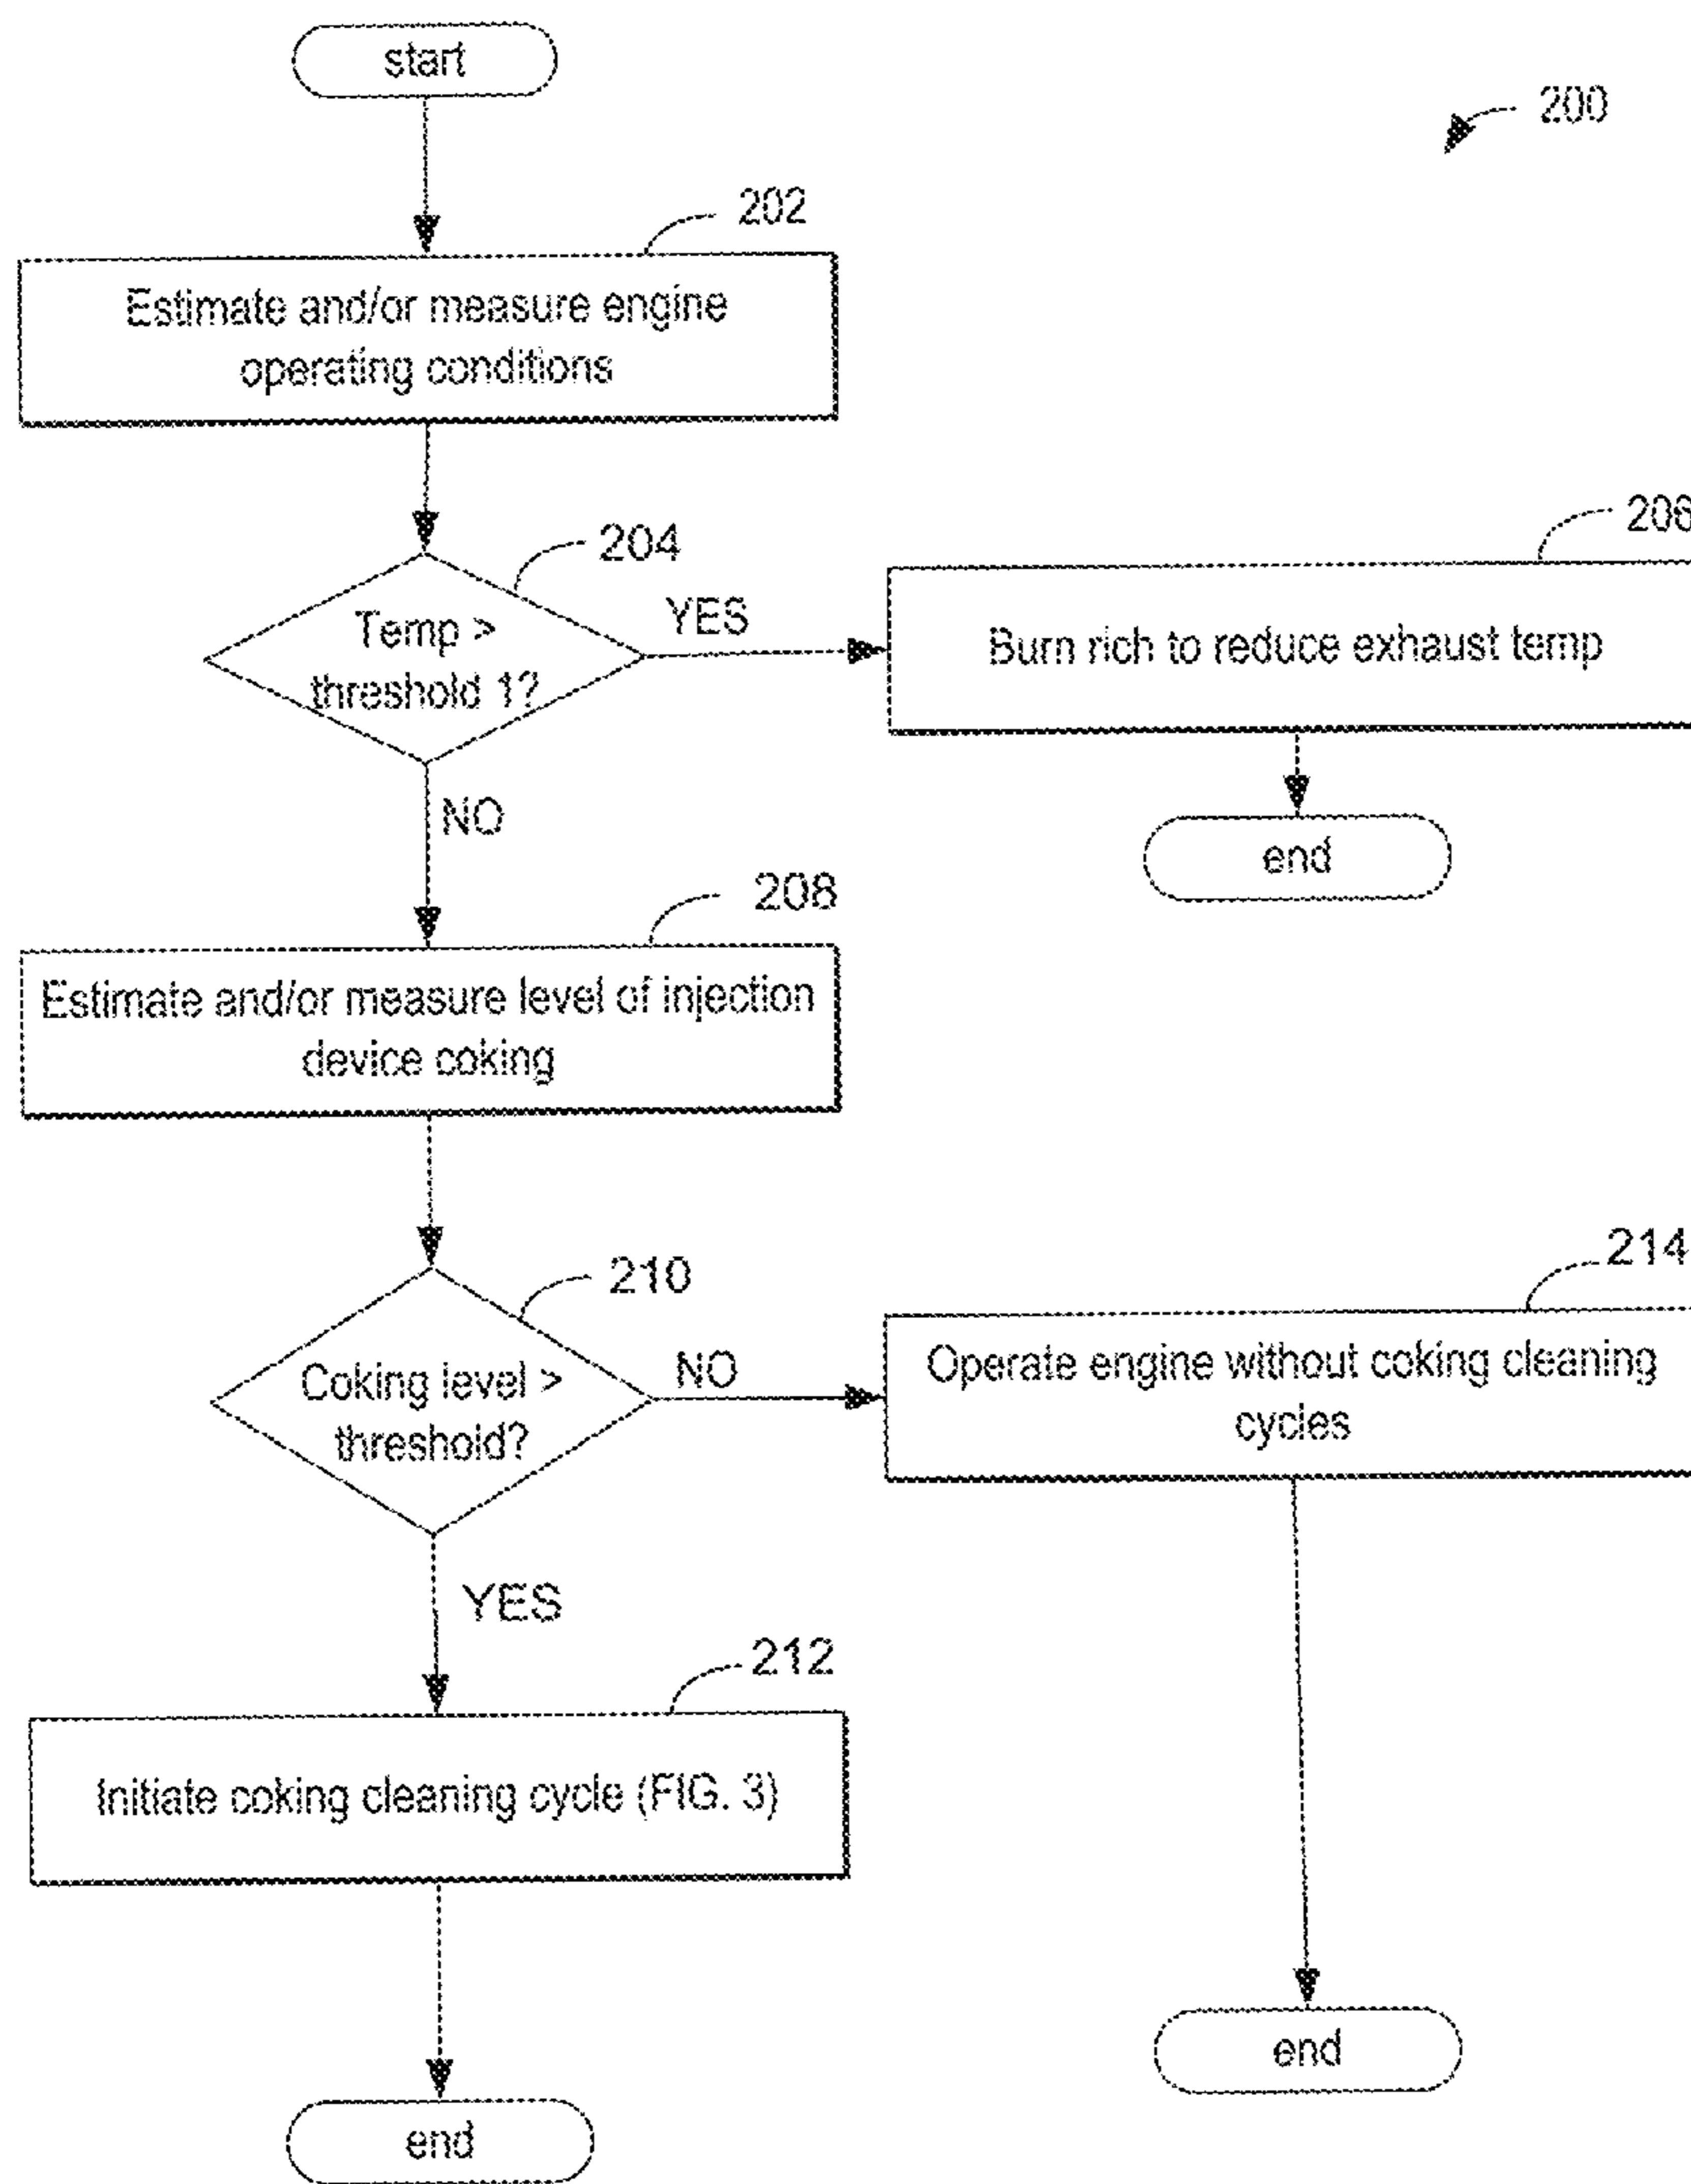 start
200
202
Estimate and/or measure engine
operating conditions
204
Temp >
threshold 1?
YES
206
Burn rich to reduce exhaust temp
NO
end
208
Estimate and/or measure level of injection
device coking
210
Coking level >
threshold?
NO
214
Operate engine without coking cleaning
cycles
YES
212
Initiate coking cleaning cycle (FIG. 3)
end
end